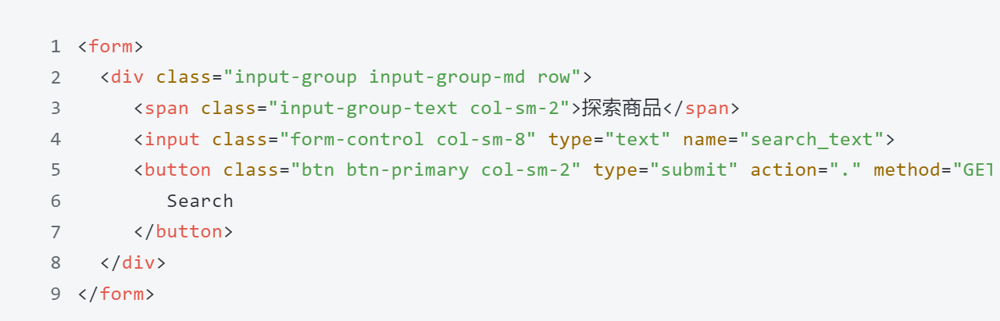 1 <form>
2   <div class="input-group input-group-md row">
3      <span class="input-group-text col-sm-2">探索商品</span>
4      <input class="form-control col-sm-8" type="text" name="search_text">
5      <button class="btn btn-primary col-sm-2" type="submit" action="." method="GET
6         Search
7      </button>
8   </div>
9 </form>